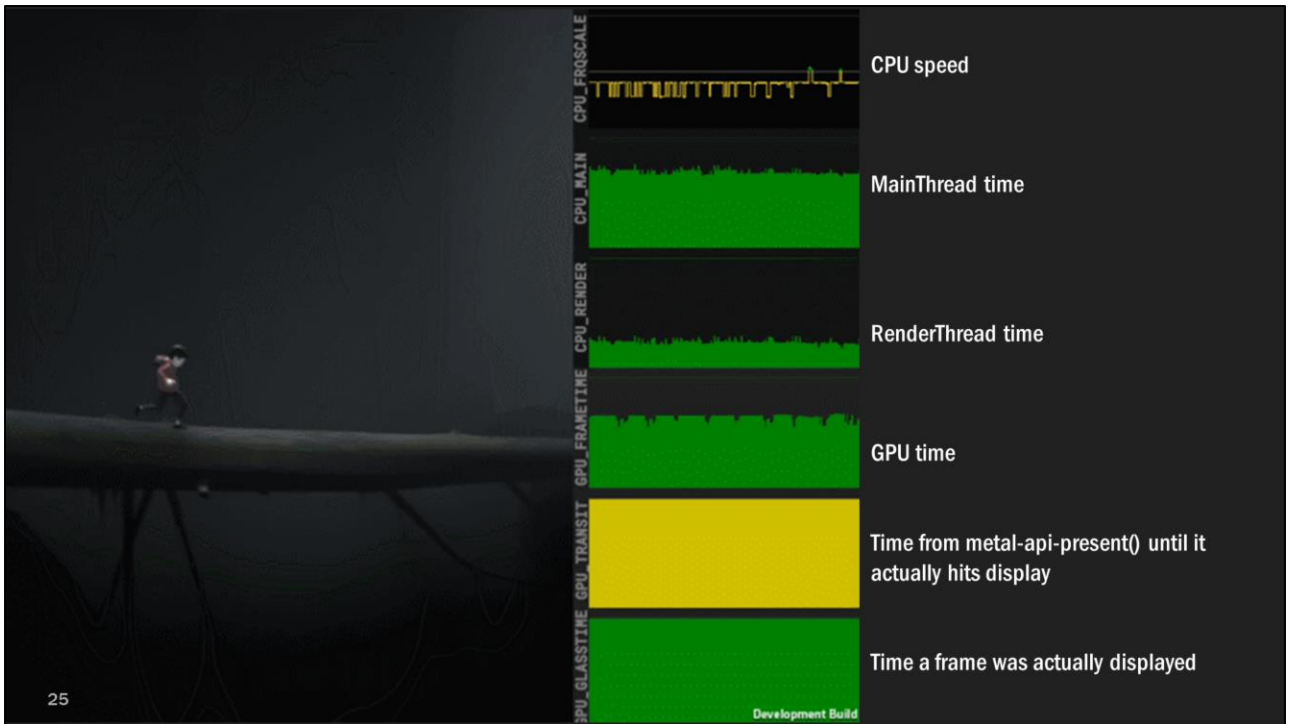 CPU_FRQSCALE
CPU speed
CPU_MAIN
MainThread time
CPU_RENDER
RenderThread time
GPU_FRAMETIME
GPU time
GPU_TRANSIT
Time from metal-api-present() until it
actually hits display
GPU_GLASSTIME
Time a frame was actually displayed
Development Build
25